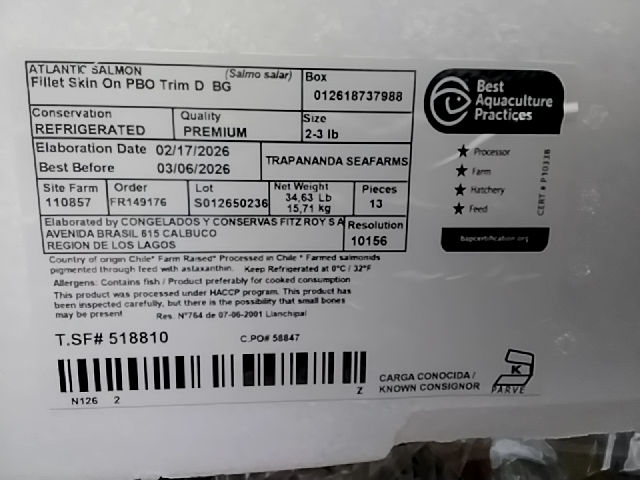 ATLANTIC SALMON (Salmo salar)
Fillet Skin On PBO Trim D BG
Box
012618737988
Conservation
REFRIGERATED
Quality
PREMIUM
Size
2-3 lb
Elaboration Date 02/17/2026
Best Before 03/06/2026
TRAPANANDA SEAFARMS
Site Farm
110857
Order
FR149176
Lot
S012650236
Net Weight
34,63 Lb
15,71 kg
Pieces
13
Elaborated by CONGELADOS Y CONSERVAS FITZ ROY S A
AVENIDA BRASIL 615 CALBUCO
REGION DE LOS LAGOS
Resolution
10156
Country of origin Chile* Farm Raised* Processed in Chile * Farmed salmonids
pigmented through feed with astaxanthin. Keep Refrigerated at 0°C / 32°F
Allergens: Contains fish / Product preferably for cooked consumption
This product was processed under HACCP program. This product has
been inspected carefully, but there is the possibility that small bones
may be present Res. N°764 de 07-06-2001 Llanchipal
T.SF# 518810
C.PO# 58847
N126 2
Z
CARGA CONOCIDA /
KNOWN CONSIGNOR
K
PARVE
Best
Aquaculture
Practices
Processor
Farm
Hatchery
Feed
CERT # P10338
bapcertification.org